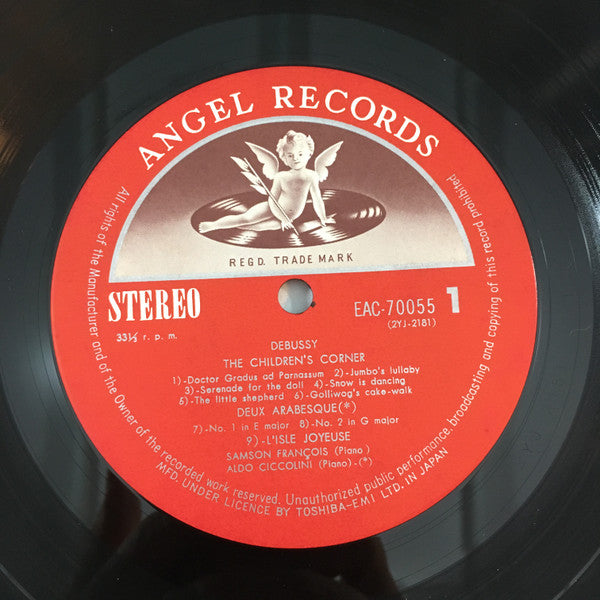 ANGEL RECORDS
REGD. TRADE MARK
STEREO
33⅓ r. p. m.
EAC-70055 1
(2YJ-2181)
DEBUSSY
THE CHILDREN'S CORNER
1)-Doctor Gradus ad Parnassum 2)-Jumbo's lullaby
3)-Serenade for the doll 4)-Snow is dancing
5)-The little shepherd 6)-Golliwog's cake-walk
DEUX ARABESQUE(*)
7)-No. 1 in E major 8)-No. 2 in G major
9)-L'ISLE JOYEUSE
SAMSON FRANÇOIS (Piano)
ALDO CICCOLINI (Piano)-(*)
All rights of the Manufacturer and of the Owner of the recorded work reserved. Unauthorized public performance, broadcasting and copying of this record prohibited
MFD. UNDER LICENCE BY TOSHIBA-EMI LTD. IN JAPAN